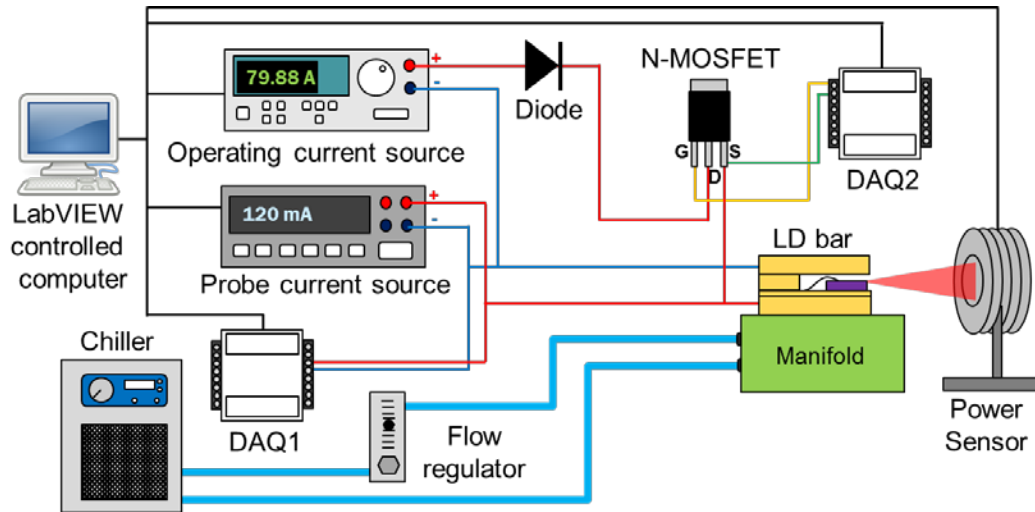 79.88 A
+
-
Operating current source
Diode
N-MOSFET
G
S
D
DAQ2
LabVIEW
controlled
computer
120 mA
+
-
Probe current source
LD bar
Manifold
Power
Sensor
Chiller
DAQ1
Flow
regulator